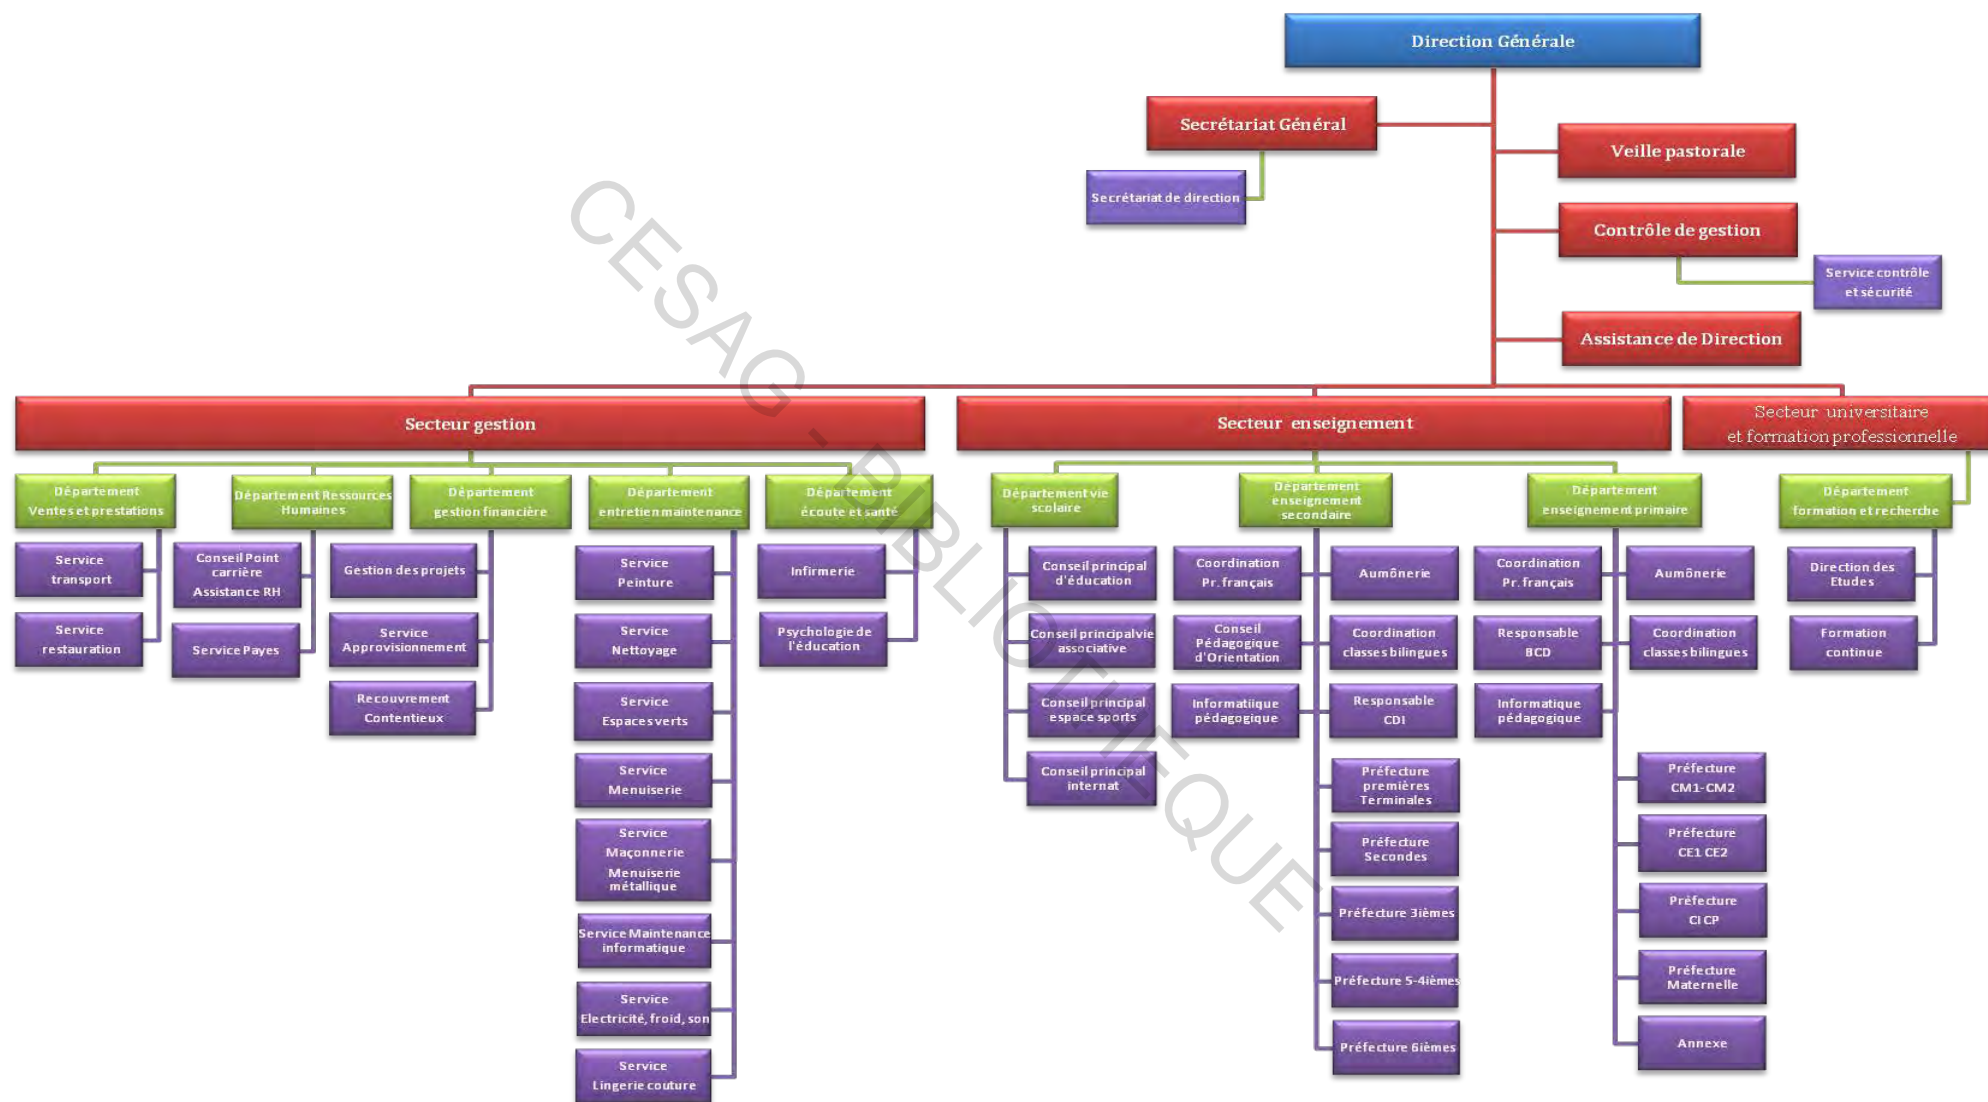 Direction Générale
Secrétariat Général
Veille pastorale
Secrétariat de direction
Contrôle de gestion
Service contrôle
et sécurité
Assistance de Direction
Secteur gestion
Secteur enseignement
Secteur universitaire
et formation professionnelle
Département
Ventes et prestations
Département Ressources
Humaines
Département
gestion financière
Département
entretien maintenance
Département
écoute et santé
Département vie
scolaire
Département
enseignement
secondaire
Département
enseignement primaire
Département
formation et recherche
Service
transport
Service
restauration
Conseil Point
carrière
Assistance RH
Service Payes
Gestion des projets
Service
Approvisionnement
Recouvrement
Contentieux
Service
Peinture
Service
Nettoyage
Service
Espaces verts
Service
Menuiserie
Service
Maçonnerie
Menuiserie
métallique
Service Maintenance
informatique
Service
Electricité, froid, son
Service
Lingerie couture
Infirmerie
Psychologie de
l'éducation
Conseil principal
d'éducation
Conseil principal vie
associative
Conseil principal
espace sports
Conseil principal
internat
Coordination
Pr. français
Conseil
Pédagogique
d'Orientation
Informatiique
pédagogique
Aumônerie
Coordination
classes bilingues
Responsable
CDI
Préfecture
premières
Terminales
Préfecture
Secondes
Préfecture 3ièmes
Préfecture 5-4ièmes
Préfecture 6ièmes
Coordination
Pr. français
Responsable
BCD
Informatique
pédagogique
Aumônerie
Coordination
classes bilingues
Préfecture
CM1-CM2
Préfecture
CE1 CE2
Préfecture
CI CP
Préfecture
Maternelle
Annexe
Direction des
Etudes
Formation
continue
CESAG - BIBLIOTHEQUE